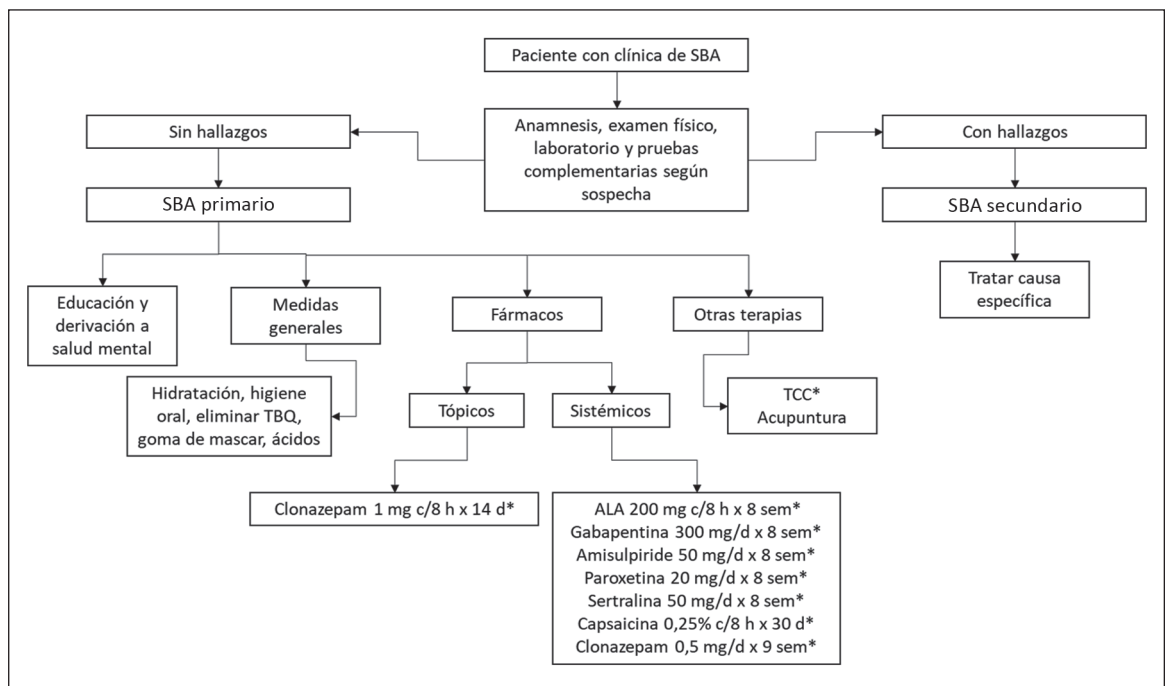 Paciente con clínica de SBA
Anamnesis, examen físico,
laboratorio y pruebas
complementarias según
sospecha
Sin hallazgos
Con hallazgos
SBA primario
SBA secundario
Educación y
derivación a
salud mental
Medidas
generales
Fármacos
Otras terapias
Tratar causa
específica
Hidratación, higiene
oral, eliminar TBQ,
goma de mascar, ácidos
Tópicos
Sistémicos
TCC*
Acupuntura
Clonazepam 1 mg c/8 h x 14 d*
ALA 200 mg c/8 h x 8 sem*
Gabapentina 300 mg/d x 8 sem*
Amisulpiride 50 mg/d x 8 sem*
Paroxetina 20 mg/d x 8 sem*
Sertralina 50 mg/d x 8 sem*
Capsaicina 0,25% c/8 h x 30 d*
Clonazepam 0,5 mg/d x 9 sem*